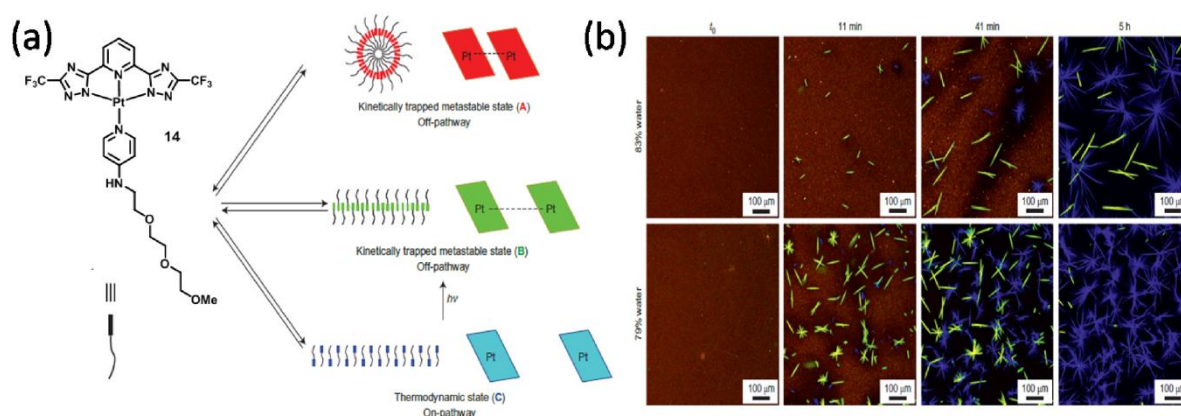 (a)
F₃C
N
N
N
N
CF₃
N
N
N
N
Pt
N
14
HN
O
O
O
OMe
Pt
Kinetically trapped metastable state (A)
Off-pathway
Pt
Pt
Kinetically trapped metastable state (B)
Off-pathway
hν
Pt
Pt
Thermodynamic state (C)
On-pathway
(b)
t₀
11 min
41 min
5 h
83% water
100 µm
100 µm
100 µm
100 µm
79% water
100 µm
100 µm
100 µm
100 µm